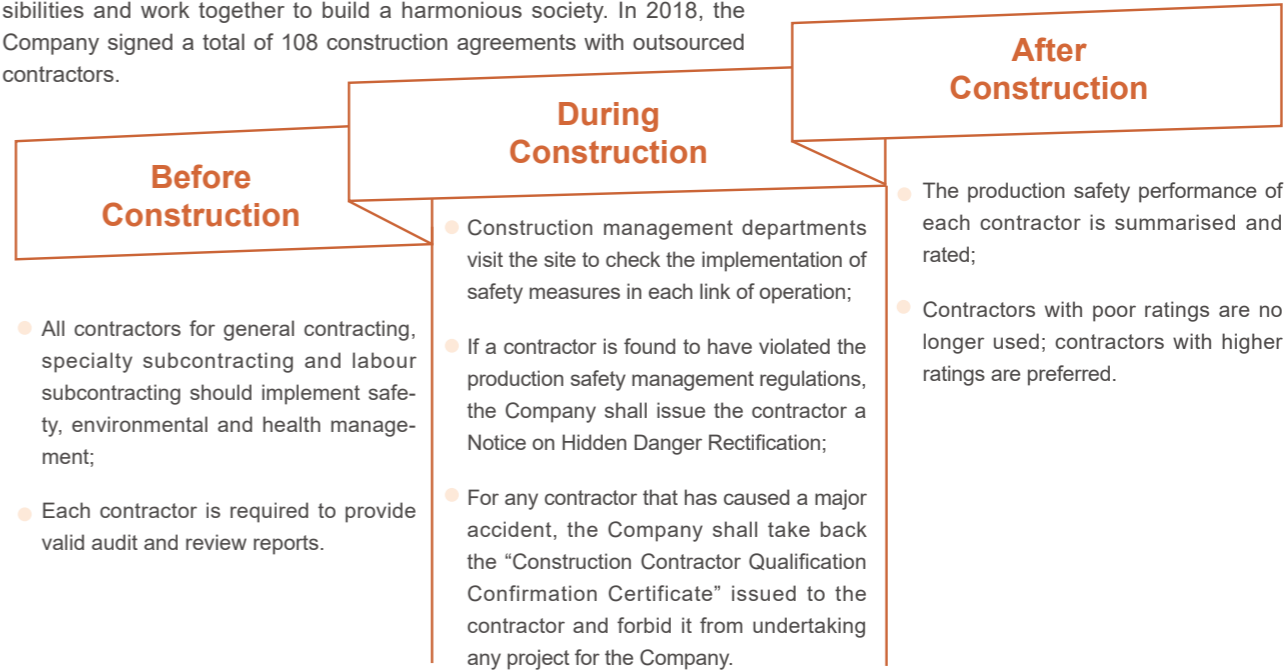 sibilities and work together to build a harmonious society. In 2018, the
Company signed a total of 108 construction agreements with outsourced
contractors.
Before
Construction
All contractors for general contracting,
specialty subcontracting and labour
subcontracting should implement safe-
ty, environmental and health manage-
ment;
Each contractor is required to provide
valid audit and review reports.
During
Construction
Construction management departments
visit the site to check the implementation of
safety measures in each link of operation;
If a contractor is found to have violated the
production safety management regulations,
the Company shall issue the contractor a
Notice on Hidden Danger Rectification;
For any contractor that has caused a major
accident, the Company shall take back
the “Construction Contractor Qualification
Confirmation Certificate” issued to the
contractor and forbid it from undertaking
any project for the Company.
After
Construction
The production safety performance of
each contractor is summarised and
rated;
Contractors with poor ratings are no
longer used; contractors with higher
ratings are preferred.